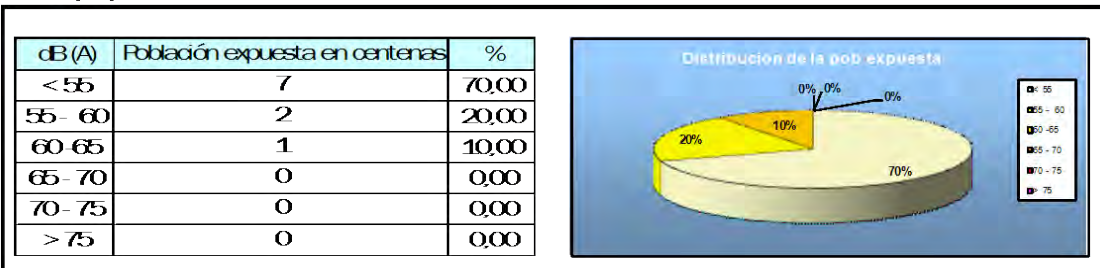 dB (A) Población expuesta en centenas %
< 55 7 70,00
55 - 60 2 20,00
60-65 1 10,00
65 - 70 0 0,00
70 - 75 0 0,00
> 75 0 0,00
Distribucion de la pob expuesta
0% 0% 0%
10%
20%
70%
< 55
55 - 60
60 -65
65 - 70
70 - 75
> 75